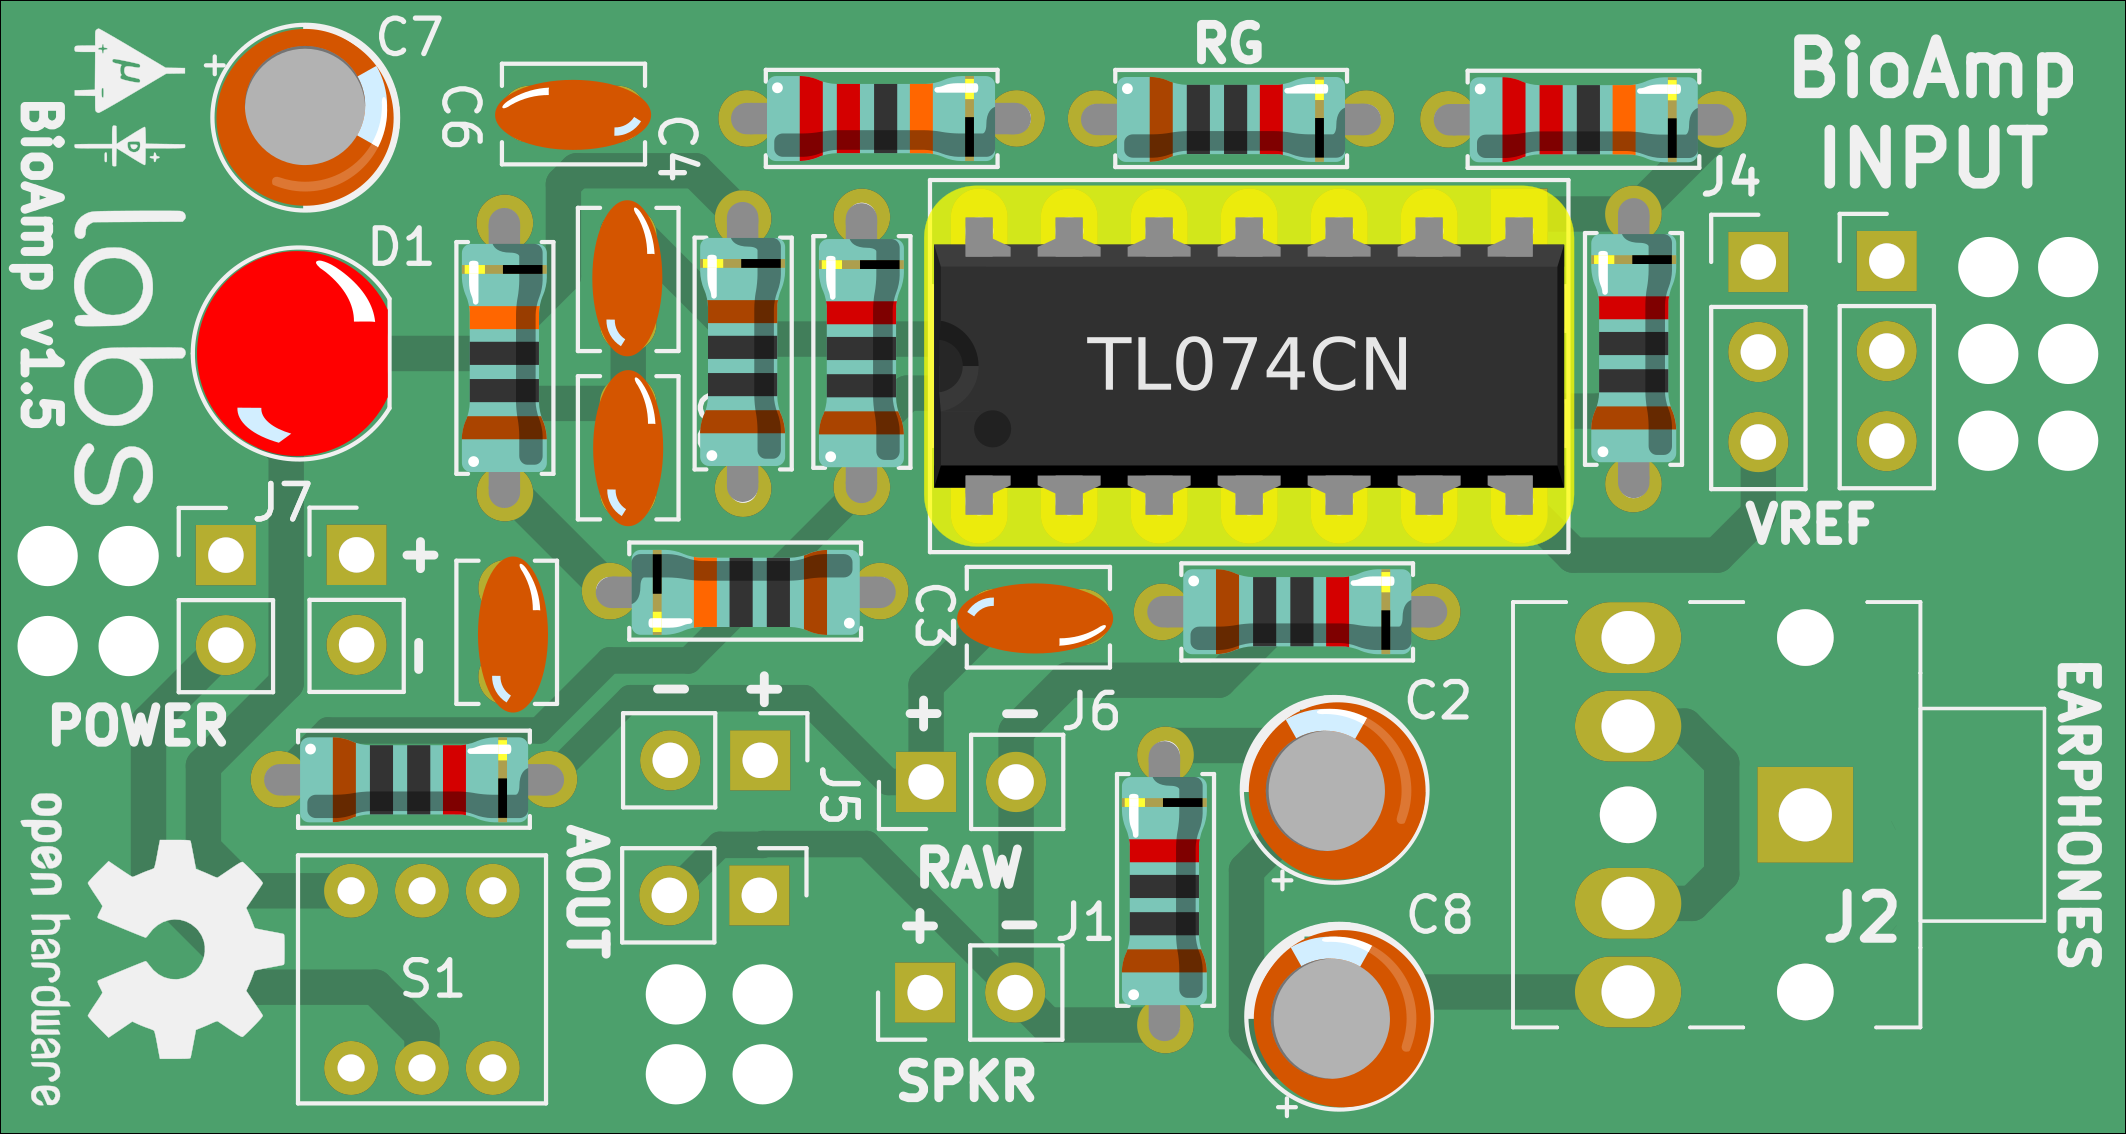 C7
RG
BioAmp
INPUT
C6
C4
J4
BioAmp v1.5
labs
D1
TL074CN
J7
+
-
VREF
POWER
C3
- +
+ -
J6
C2
J5
EARPHONES
open hardware
AOUT
RAW
J1
+ -
C8
J2
S1
SPKR